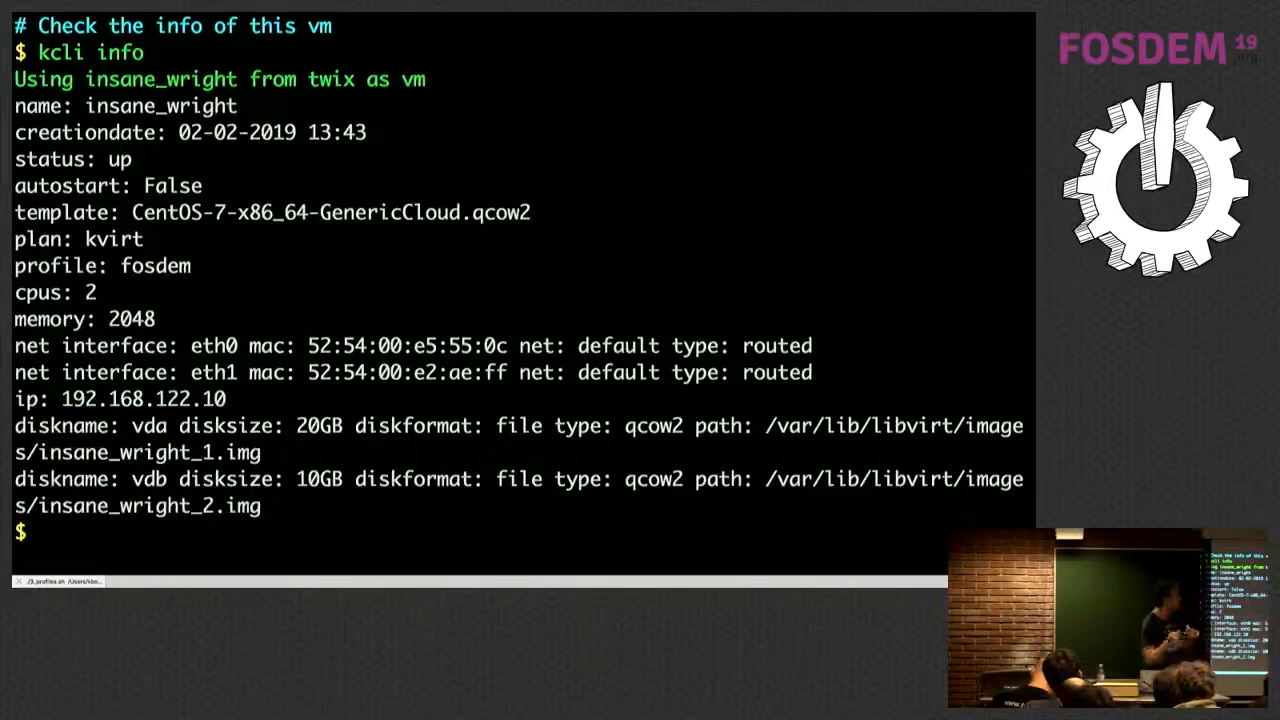 # Check the info of this vm
$ kcli info
Using insane_wright from twix as vm
name: insane_wright
creationdate: 02-02-2019 13:43
status: up
autostart: False
template: CentOS-7-x86_64-GenericCloud.qcow2
plan: kvirt
profile: fosdem
cpus: 2
memory: 2048
net interface: eth0 mac: 52:54:00:e5:55:0c net: default type: routed
net interface: eth1 mac: 52:54:00:e2:ae:ff net: default type: routed
ip: 192.168.122.10
diskname: vda disksize: 20GB diskformat: file type: qcow2 path: /var/lib/libvirt/image
s/insane_wright_1.img
diskname: vdb disksize: 10GB diskformat: file type: qcow2 path: /var/lib/libvirt/image
s/insane_wright_2.img
$
./3_profiles.sh /Users/kbo...
FOSDEM 19
.org